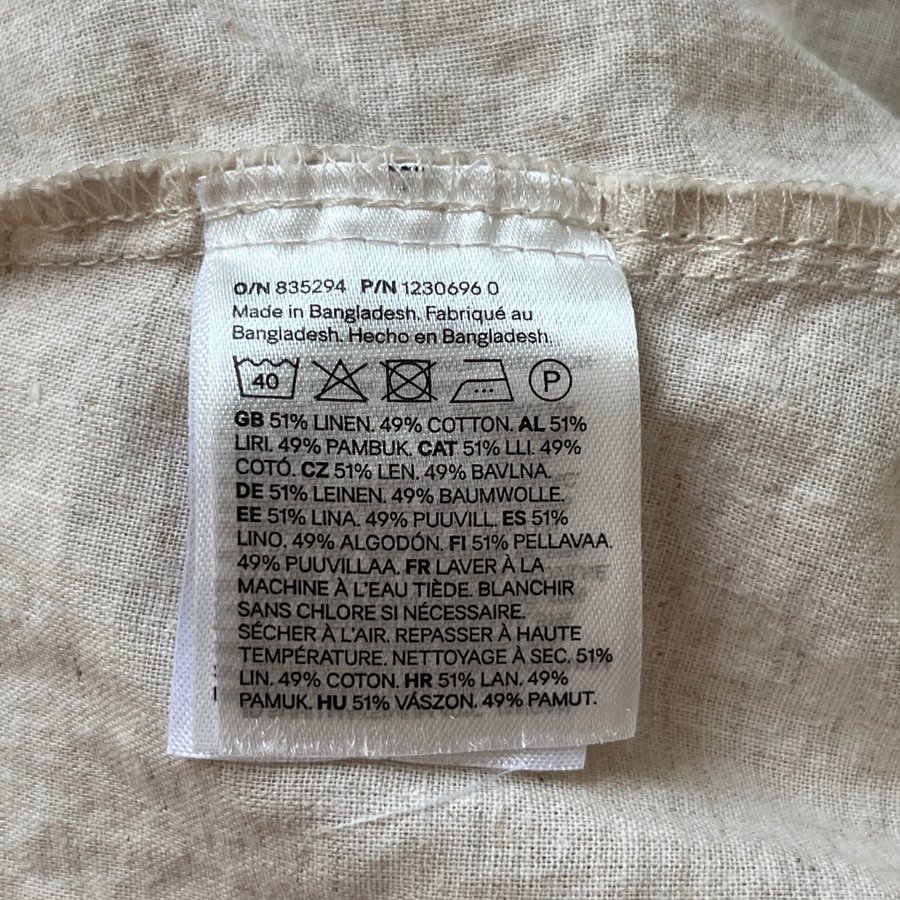 O/N 835294 P/N 1230696 0
Made in Bangladesh. Fabriqué au
Bangladesh. Hecho en Bangladesh.
40 P
GB 51% LINEN. 49% COTTON. AL 51%
LIRI. 49% PAMBUK. CAT 51% LLI. 49%
COTÓ. CZ 51% LEN. 49% BAVLNA.
DE 51% LEINEN. 49% BAUMWOLLE.
EE 51% LINA. 49% PUUVILL. ES 51%
LINO. 49% ALGODÓN. FI 51% PELLAVAA.
49% PUUVILLAA. FR LAVER À LA
MACHINE À L'EAU TIÈDE. BLANCHIR
SANS CHLORE SI NÉCESSAIRE.
SÉCHER À L'AIR. REPASSER À HAUTE
TEMPÉRATURE. NETTOYAGE À SEC. 51%
LIN. 49% COTON. HR 51% LAN. 49%
PAMUK. HU 51% VÁSZON. 49% PAMUT.